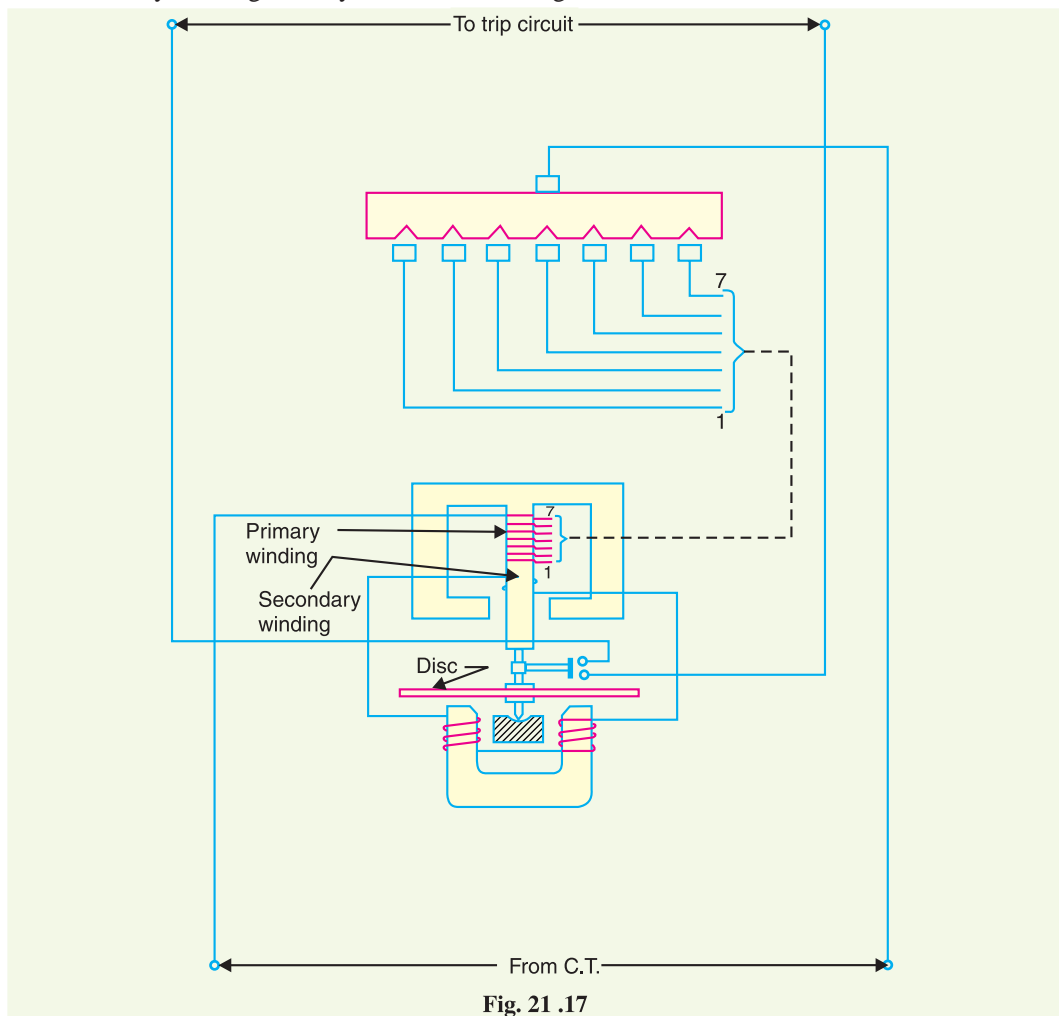 To trip circuit
7
1
7
Primary
winding
1
Secondary
winding
Disc
From C.T.
Fig. 21 .17